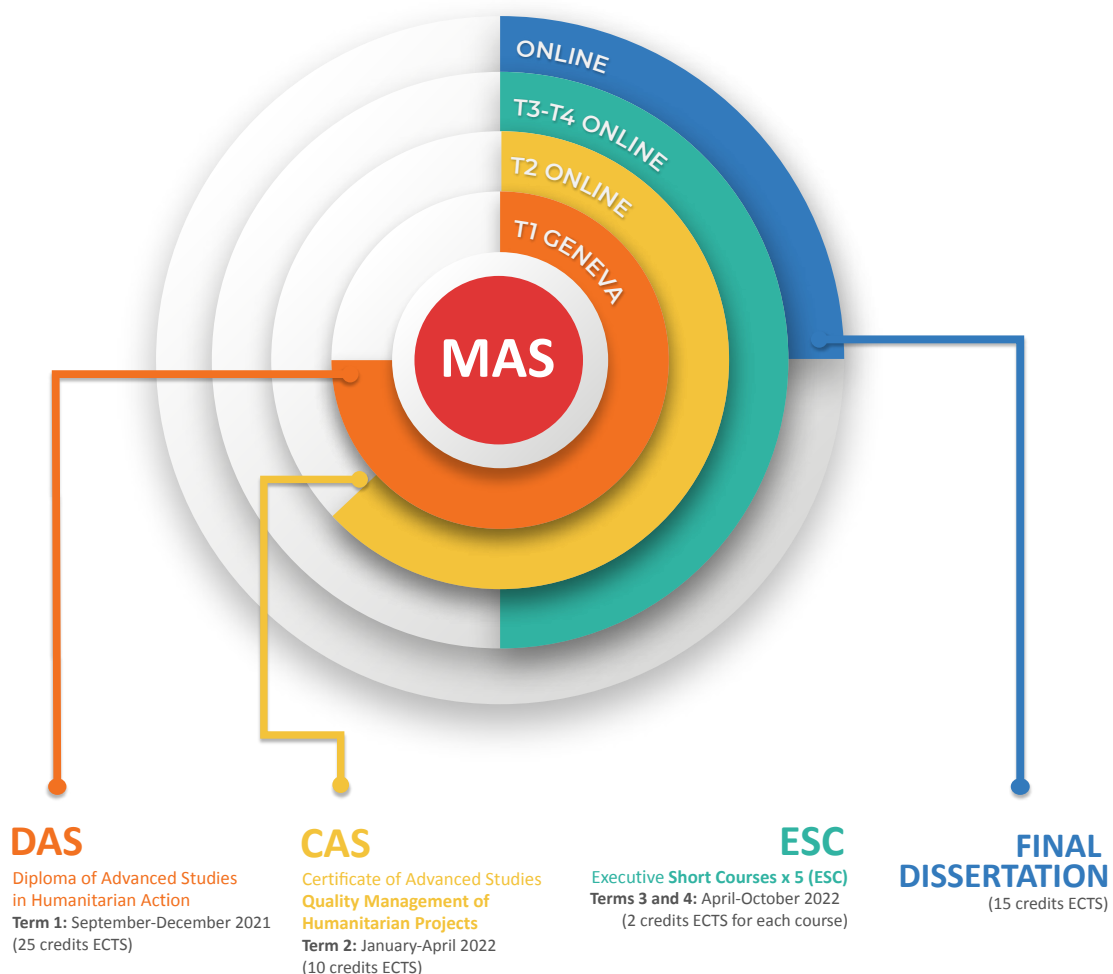 ONLINE
T3-T4 ONLINE
T2 ONLINE
T1 GENEVA
MAS
DAS
Diploma of Advanced Studies
in Humanitarian Action
Term 1: September-December 2021
(25 credits ECTS)
CAS
Certificate of Advanced Studies
Quality Management of
Humanitarian Projects
Term 2: January-April 2022
(10 credits ECTS)
ESC
Executive Short Courses x 5 (ESC)
Terms 3 and 4: April-October 2022
(2 credits ECTS for each course)
FINAL
DISSERTATION
(15 credits ECTS)